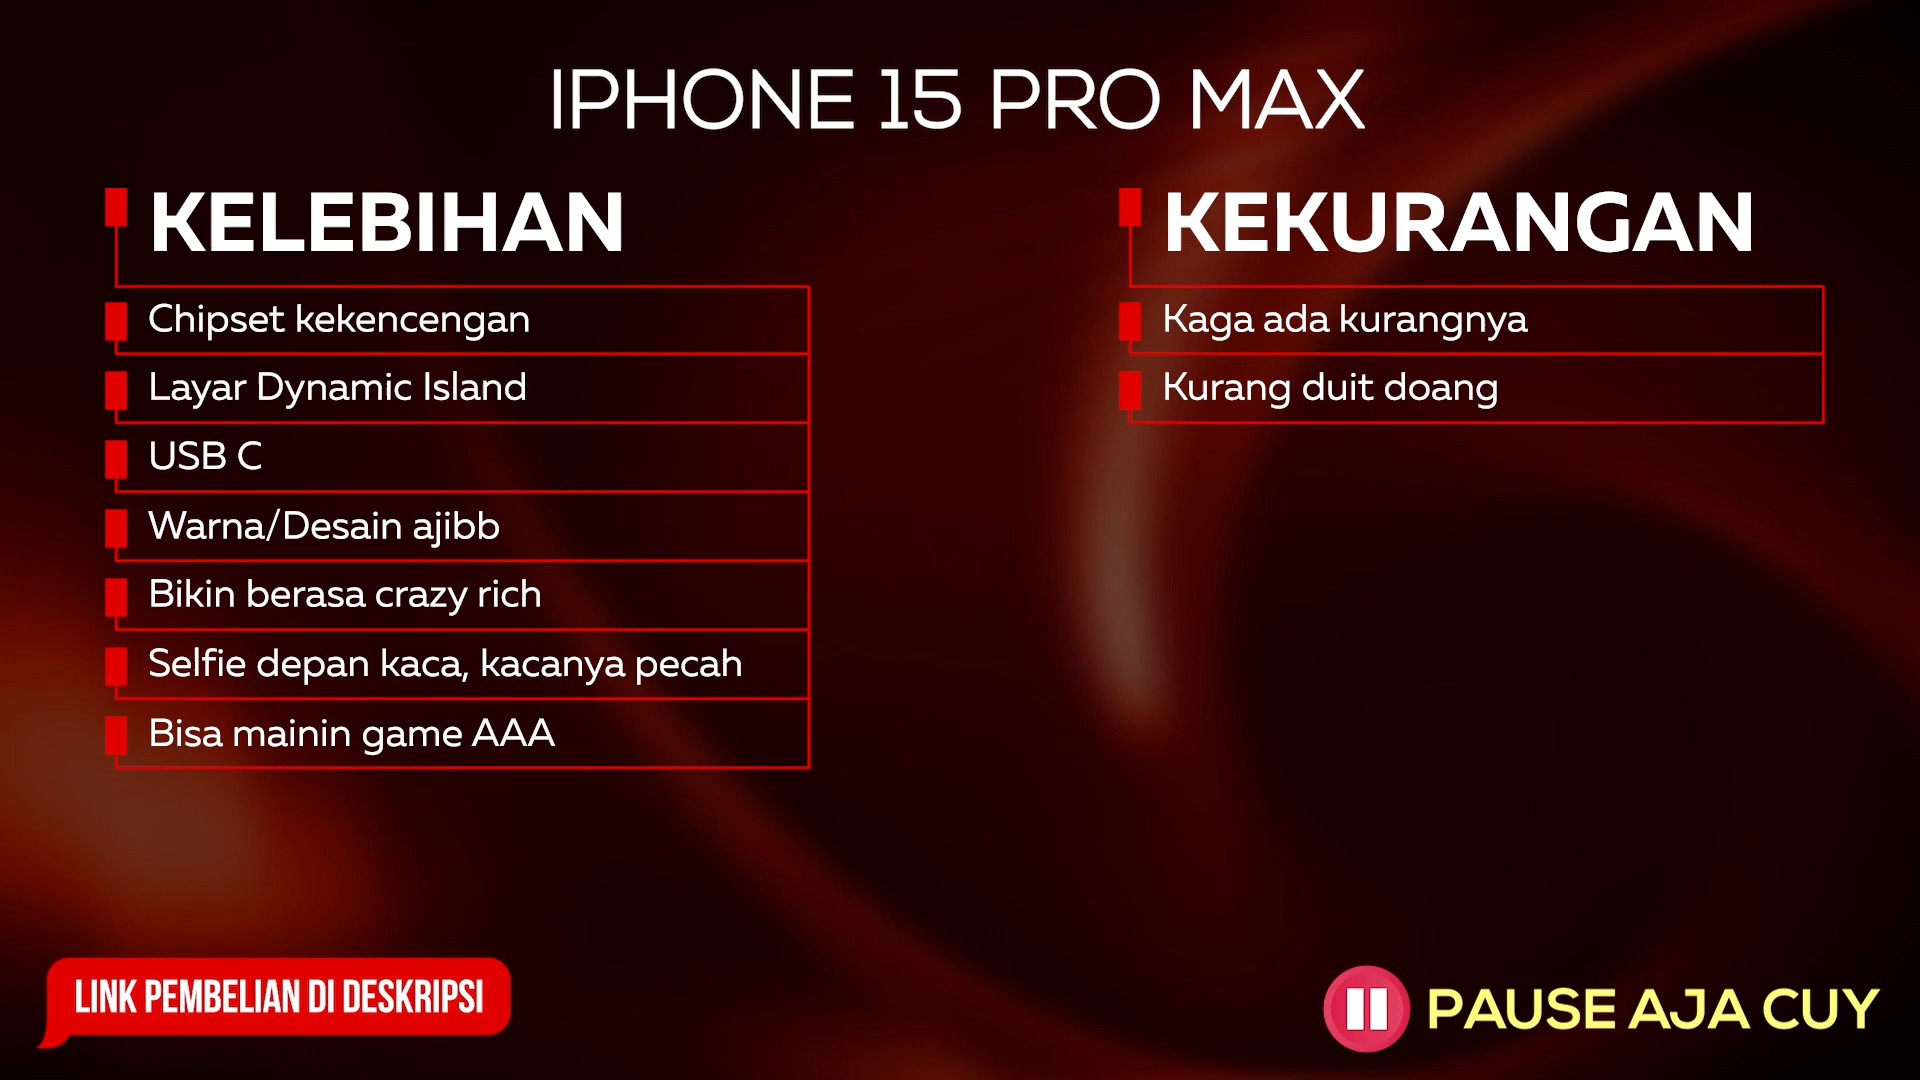 IPHONE 15 PRO MAX
KELEBIHAN
Chipset kekencengan
Layar Dynamic Island
USB C
Warna/Desain ajibb
Bikin berasa crazy rich
Selfie depan kaca, kacanya pecah
Bisa mainin game AAA
KEKURANGAN
Kaga ada kurangnya
Kurang duit doang
LINK PEMBELIAN DI DESKRIPSI
PAUSE AJA CUY